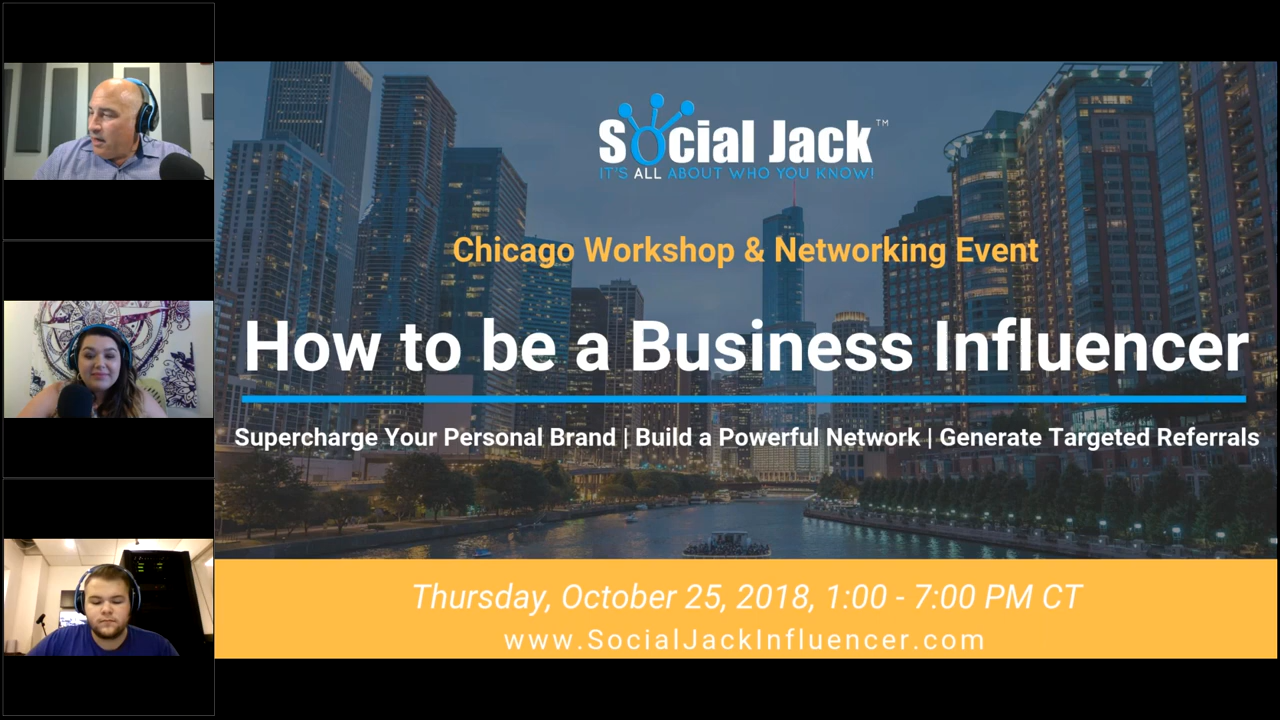 Social Jack™
IT'S ALL ABOUT WHO YOU KNOW!
Chicago Workshop & Networking Event
How to be a Business Influencer
Supercharge Your Personal Brand | Build a Powerful Network | Generate Targeted Referrals
Thursday, October 25, 2018, 1:00 - 7:00 PM CT
www.SocialJackInfluencer.com